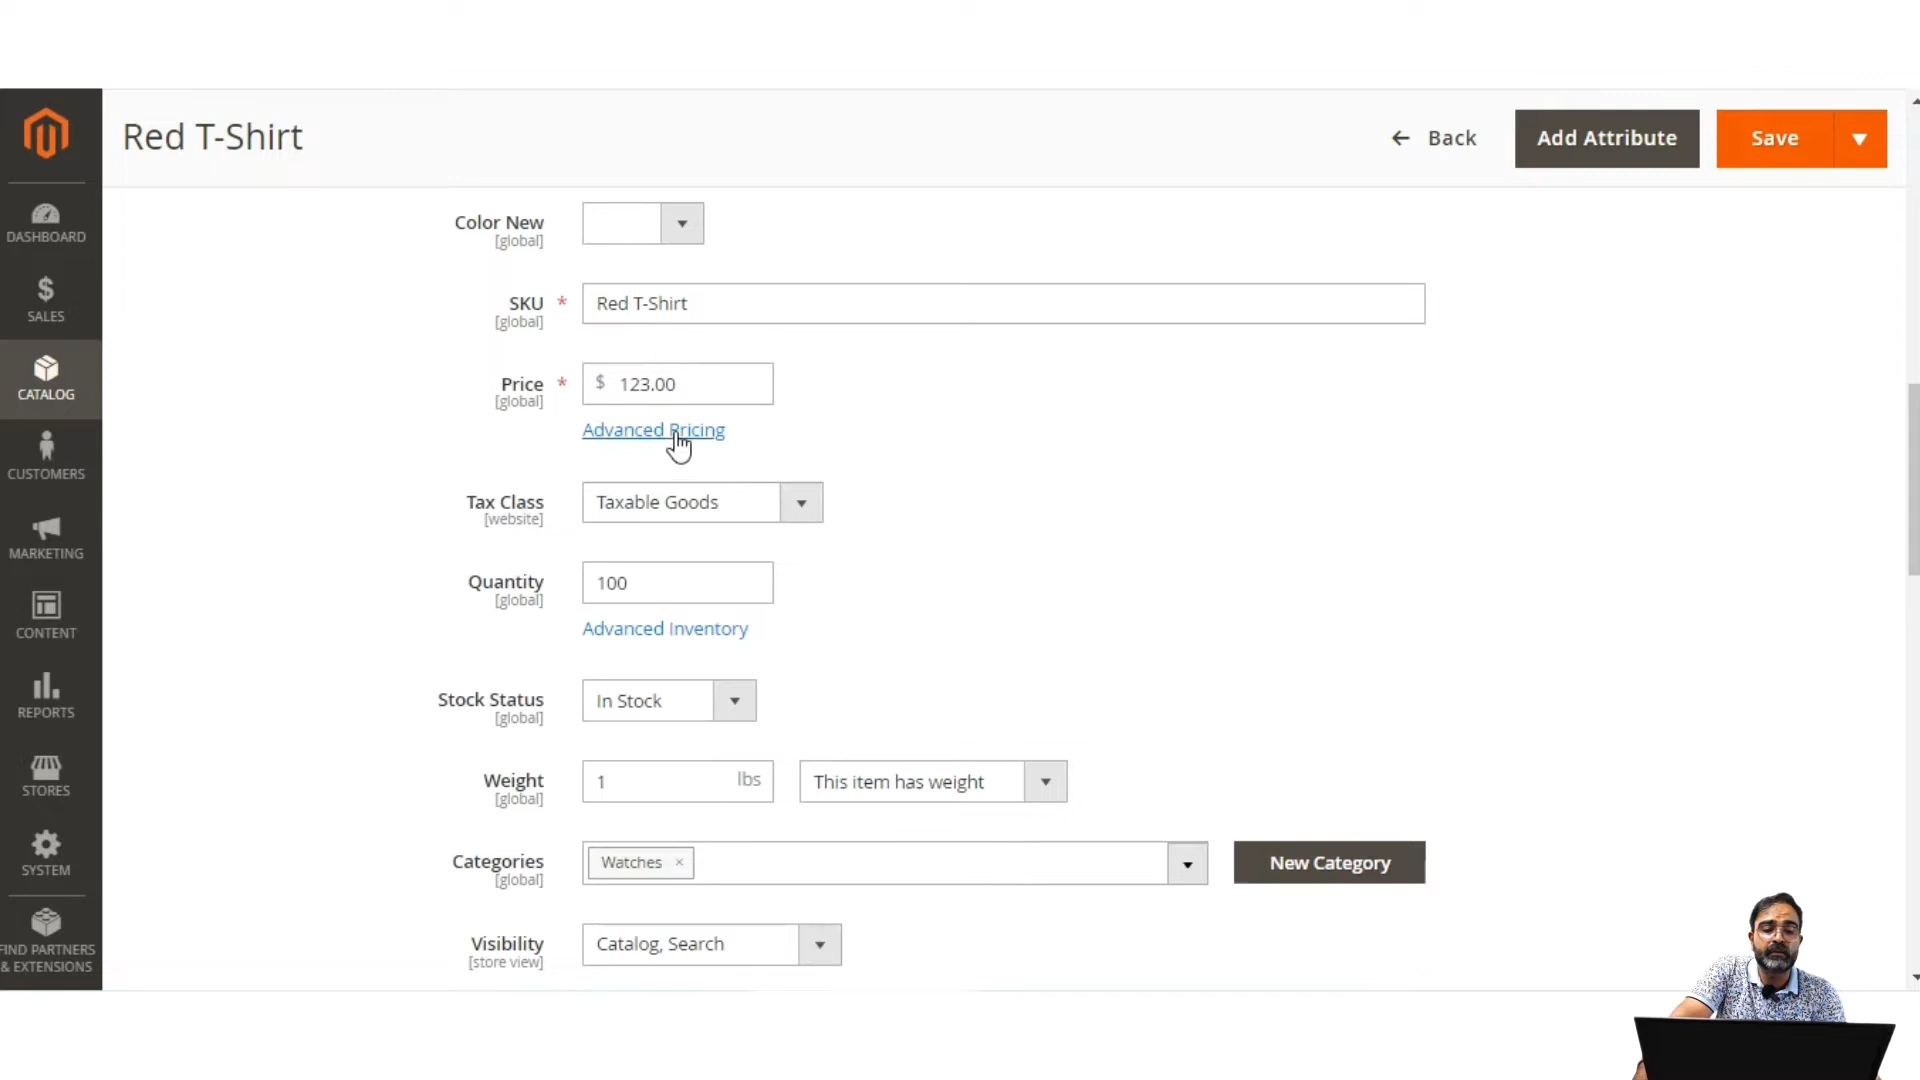 Red T-Shirt
Back
Add Attribute
Save
DASHBOARD
SALES
CATALOG
CUSTOMERS
MARKETING
CONTENT
REPORTS
STORES
SYSTEM
FIND PARTNERS
& EXTENSIONS
Color New
[global]
SKU *
[global]
Red T-Shirt
Price *
[global]
$ 123.00
Advanced Pricing
Tax Class
[website]
Taxable Goods
Quantity
[global]
100
Advanced Inventory
Stock Status
[global]
In Stock
Weight
[global]
1 lbs
This item has weight
Categories
[global]
Watches ×
New Category
Visibility
[store view]
Catalog, Search